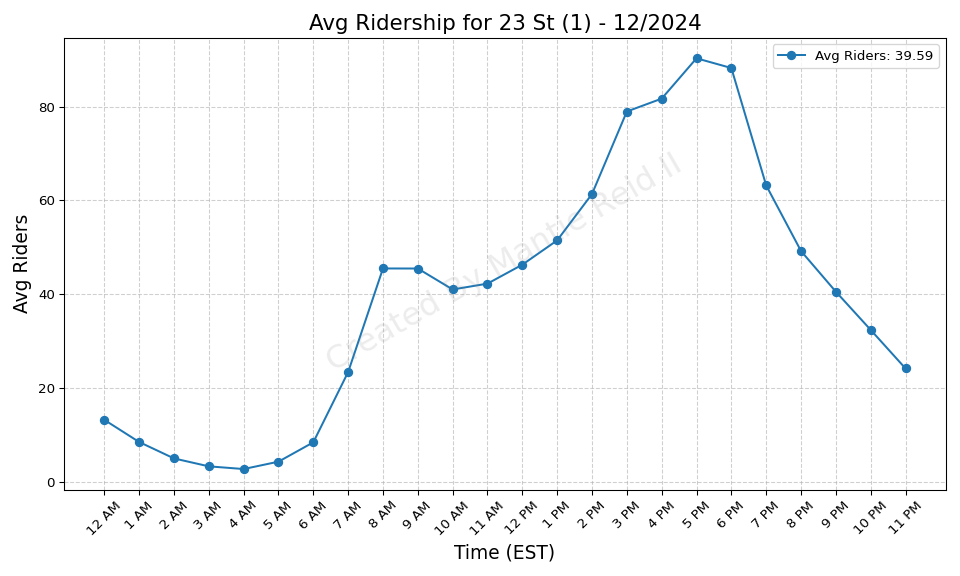 Avg Ridership for 23 St (1) - 12/2024
Avg Riders: 39.59
Avg Riders
80
60
40
20
0
Created By Mantie Reid II
12 AM
1 AM
2 AM
3 AM
4 AM
5 AM
6 AM
7 AM
8 AM
9 AM
10 AM
11 AM
12 PM
1 PM
2 PM
3 PM
4 PM
5 PM
6 PM
7 PM
8 PM
9 PM
10 PM
11 PM
Time (EST)